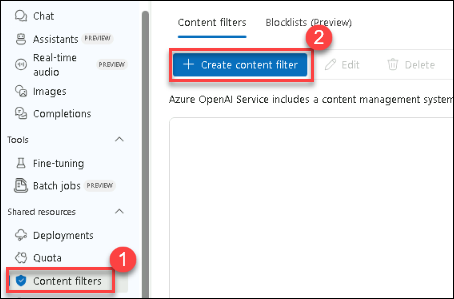 Chat
Assistants PREVIEW
Real-time
audio PREVIEW
Images
Completions
Tools
Fine-tuning
Batch jobs PREVIEW
Shared resources
Deployments
Quota
1
Content filters
Content filters Blocklists (Preview)
2
Create content filter Edit Delete
Azure OpenAI Service includes a content management system